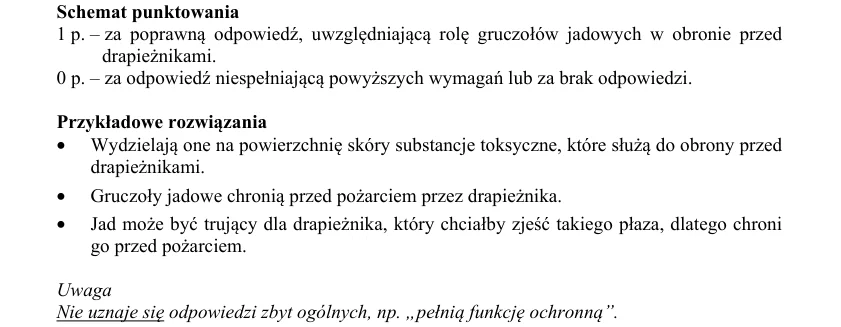 Schemat punktowania
1 p. – za poprawną odpowiedź, uwzględniającą rolę gruczołów jadowych w obronie przed
drapieżnikami.
0 p. – za odpowiedź niespełniającą powyższych wymagań lub za brak odpowiedzi.
Przykładowe rozwiązania
• Wydzielają one na powierzchnię skóry substancje toksyczne, które służą do obrony przed
drapieżnikami.
• Gruczoły jadowe chronią przed pożarciem przez drapieżnika.
• Jad może być trujący dla drapieżnika, który chciałby zjeść takiego płaza, dlatego chroni
go przed pożarciem.
Uwaga
Nie uznaje się odpowiedzi zbyt ogólnych, np. „pełnią funkcję ochronną”.